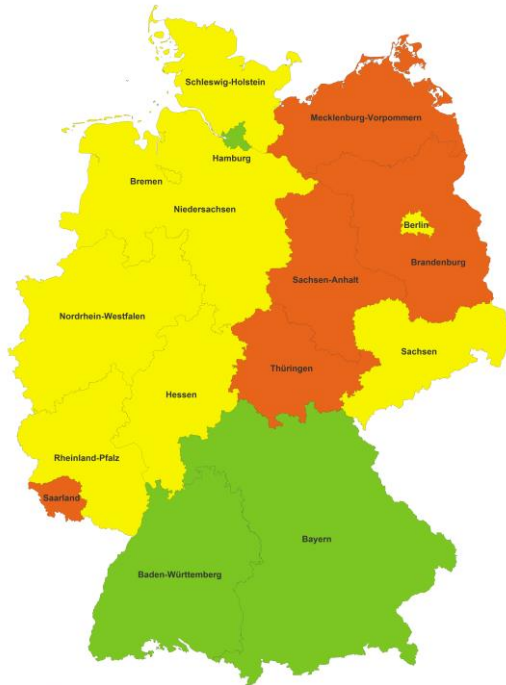 Schleswig-Holstein
Mecklenburg-Vorpommern
Hamburg
Bremen
Niedersachsen
Berlin
Brandenburg
Sachsen-Anhalt
Nordrhein-Westfalen
Sachsen
Thüringen
Hessen
Rheinland-Pfalz
Saarland
Bayern
Baden-Württemberg